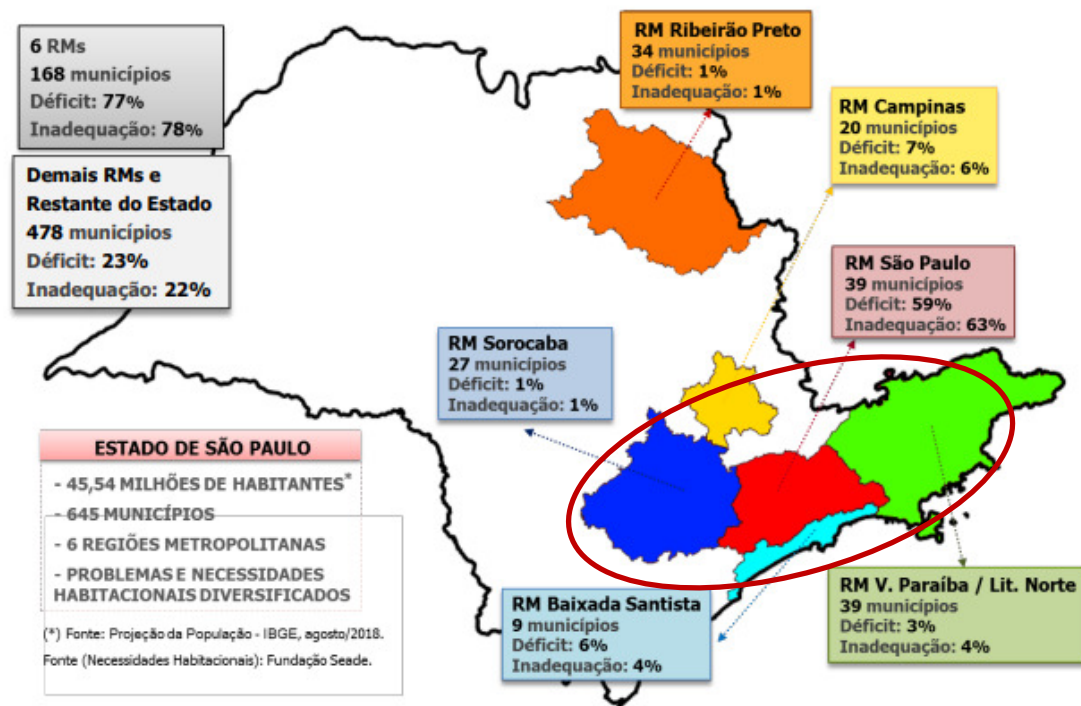 6 RMs
168 municípios
Déficit: 77%
Inadequação: 78%
Demais RMs e
Restante do Estado
478 municípios
Déficit: 23%
Inadequação: 22%
RM Ribeirão Preto
34 municípios
Déficit: 1%
Inadequação: 1%
RM Campinas
20 municípios
Déficit: 7%
Inadequação: 6%
RM São Paulo
39 municípios
Déficit: 59%
Inadequação: 63%
RM Sorocaba
27 municípios
Déficit: 1%
Inadequação: 1%
ESTADO DE SÃO PAULO
- 45,54 MILHÕES DE HABITANTES*
- 645 MUNICÍPIOS
- 6 REGIÕES METROPOLITANAS
- PROBLEMAS E NECESSIDADES
HABITACIONAIS DIVERSIFICADOS
(*) Fonte: Projeção da População - IBGE, agosto/2018.
Fonte (Necessidades Habitacionais): Fundação Seade.
RM Baixada Santista
9 municípios
Déficit: 6%
Inadequação: 4%
RM V. Paraíba / Lit. Norte
39 municípios
Déficit: 3%
Inadequação: 4%